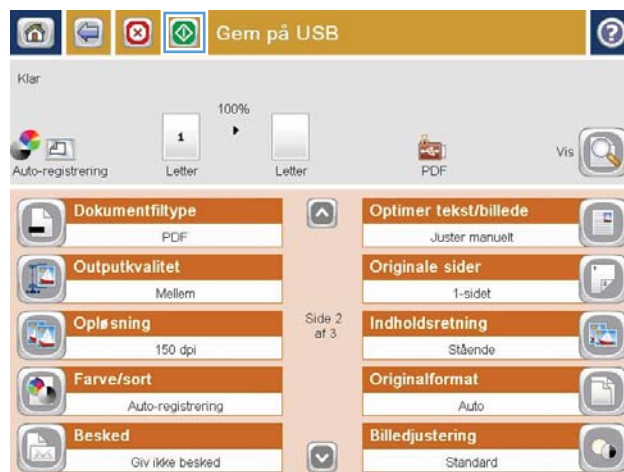 Gem på USB
Klar
100%
1
Auto-registrering
Letter
Letter
PDF
Vis
Dokumentfiltype
PDF
Outputkvalitet
Mellem
Opløsning
150 dpi
Farve/sort
Auto-registrering
Besked
Giv ikke besked
Side 2
af 3
Optimer tekst/billede
Juster manuelt
Originale sider
1-sidet
Indholdsretning
Stående
Originalformat
Auto
Billedjustering
Standard